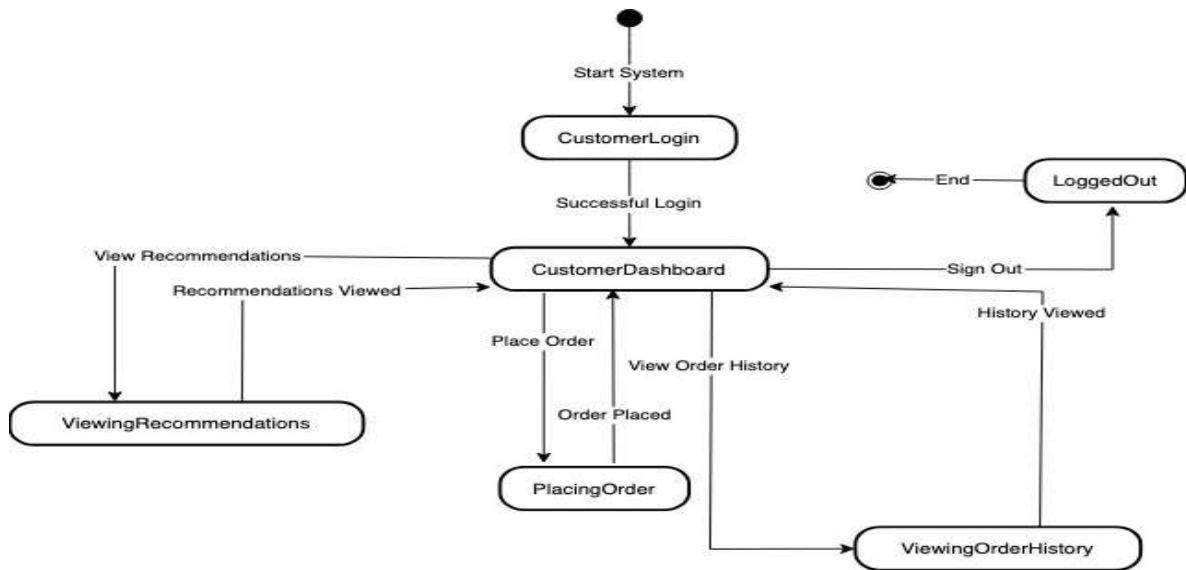 Start System
CustomerLogin
End
LoggedOut
Successful Login
View Recommendations
CustomerDashboard
Sign Out
Recommendations Viewed
History Viewed
Place Order
View Order History
Order Placed
ViewingRecommendations
PlacingOrder
ViewingOrderHistory